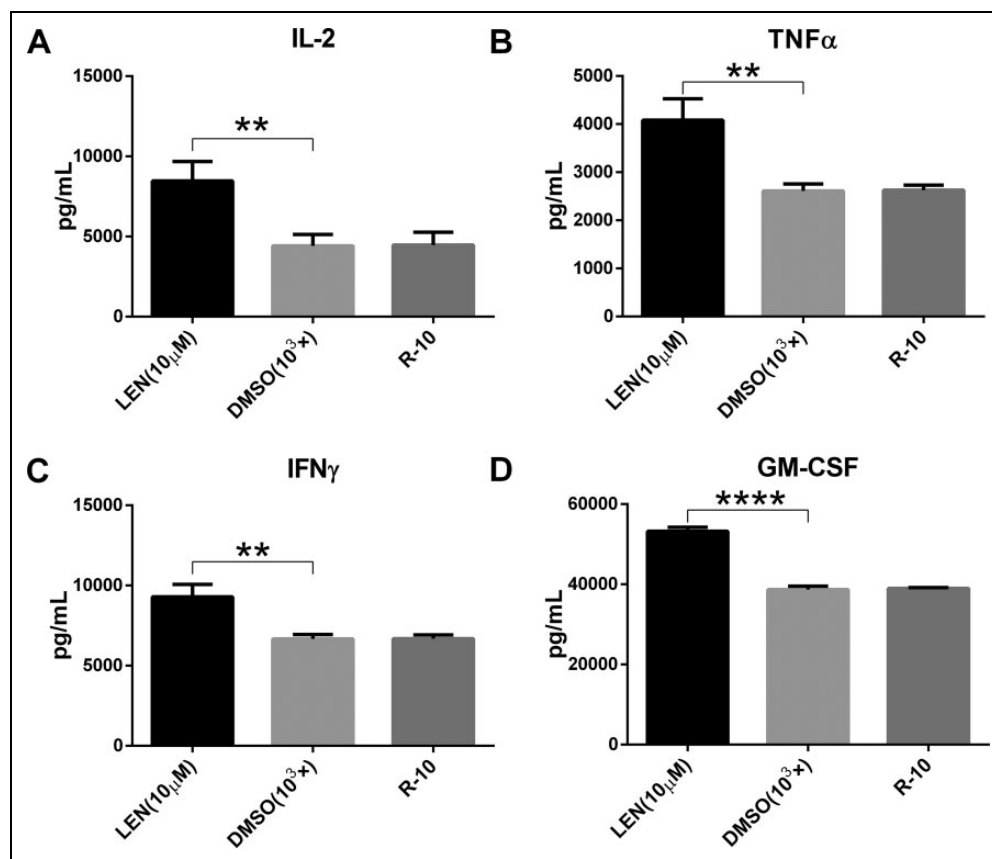 A
IL-2
pg/mL
15000
10000
5000
0
**
LEN(10μM)
DMSO(10³×)
R-10
B
TNFα
pg/mL
5000
4000
3000
2000
1000
0
**
LEN(10μM)
DMSO(10³×)
R-10
C
IFNγ
pg/mL
15000
10000
5000
0
**
LEN(10μM)
DMSO(10³×)
R-10
D
GM-CSF
pg/mL
60000
40000
20000
0
****
LEN(10μM)
DMSO(10³×)
R-10